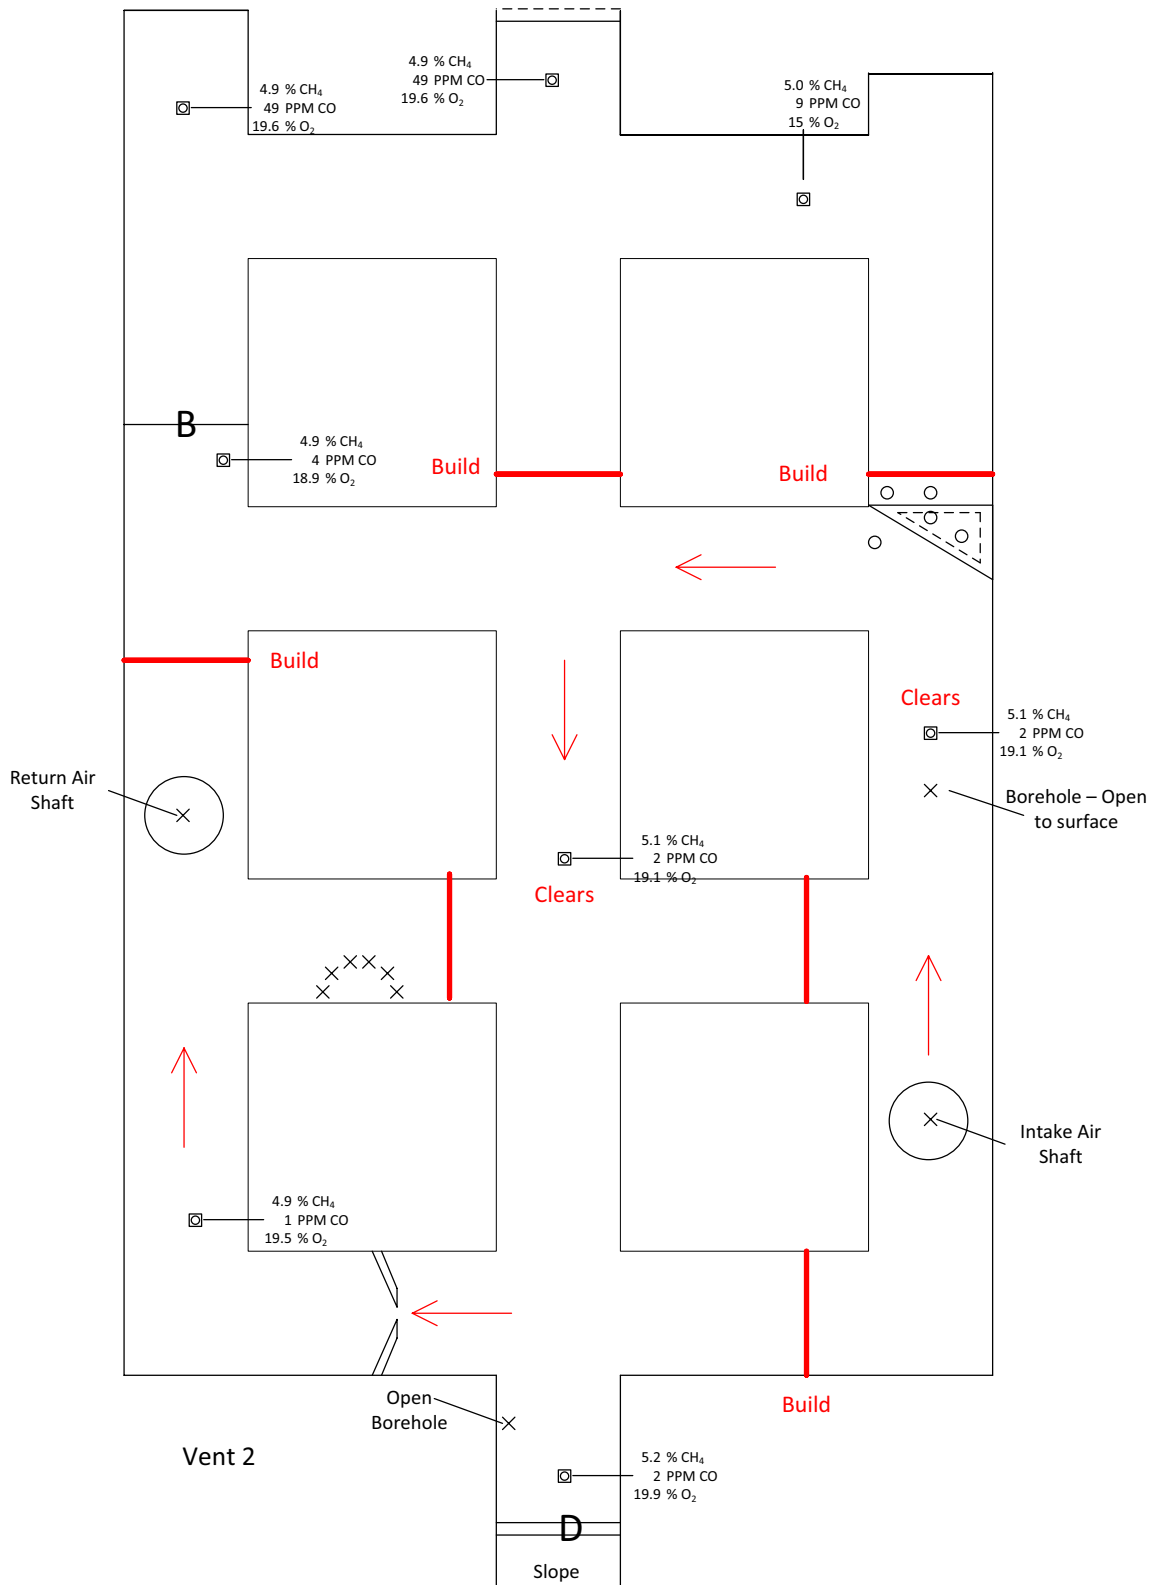 4.9 % CH₄
49 PPM CO
19.6 % O₂
4.9 % CH₄
49 PPM CO
19.6 % O₂
5.0 % CH₄
9 PPM CO
15 % O₂
B
4.9 % CH₄
4 PPM CO
18.9 % O₂
Build
Build
Build
Clears
5.1 % CH₄
2 PPM CO
19.1 % O₂
Return Air
Shaft
Borehole – Open
to surface
5.1 % CH₄
2 PPM CO
19.1 % O₂
Clears
Intake Air
Shaft
4.9 % CH₄
1 PPM CO
19.5 % O₂
Open
Borehole
Build
Vent 2
5.2 % CH₄
2 PPM CO
19.9 % O₂
D
Slope